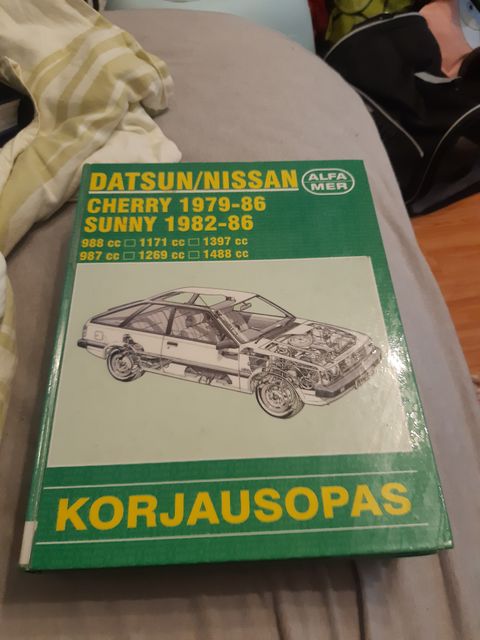 DATSUN/NISSAN
ALFA
MER
CHERRY 1979-86
SUNNY 1982-86
988 cc □ 1171 cc □ 1397 cc
987 cc □ 1269 cc □ 1488 cc
KORJAUSOPAS